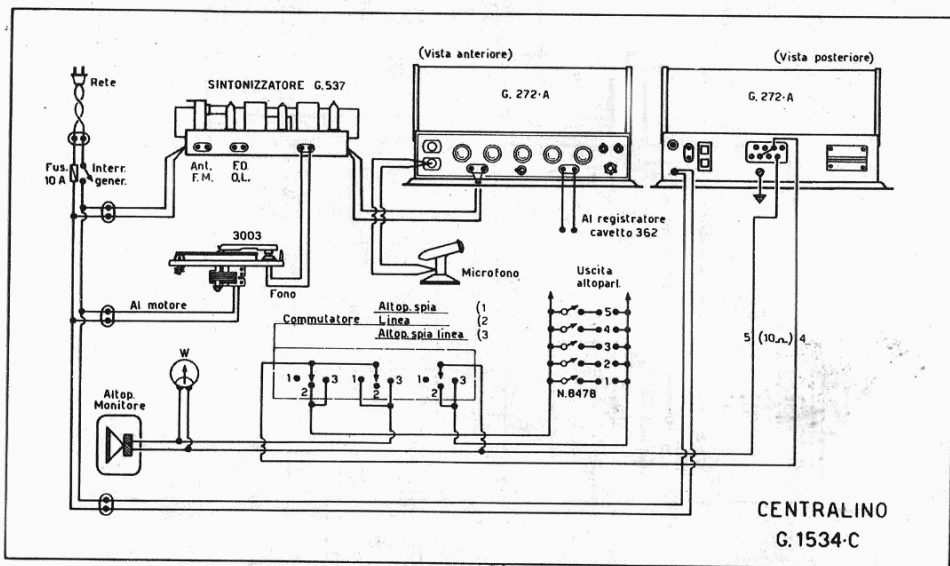 (Vista anteriore)
(Vista posteriore)
Rete
SINTONIZZATORE G.537
G. 272·A
G. 272·A
Fus. 10 A
Interr. gener.
Ant. F. M.
F.D. O.L.
3003
Al registratore
cavetto 362
Microfono
Fono
Al motore
Uscita
altoparl.
Altop. spia (1
Commutatore Linea (2
Altop. spia linea (3
5 (10Ω) 4
5
4
3
2
1
N.8478
1 2 3 1 2 3 1 2 3
W
Altop.
Monitore
CENTRALINO
G. 1534·C